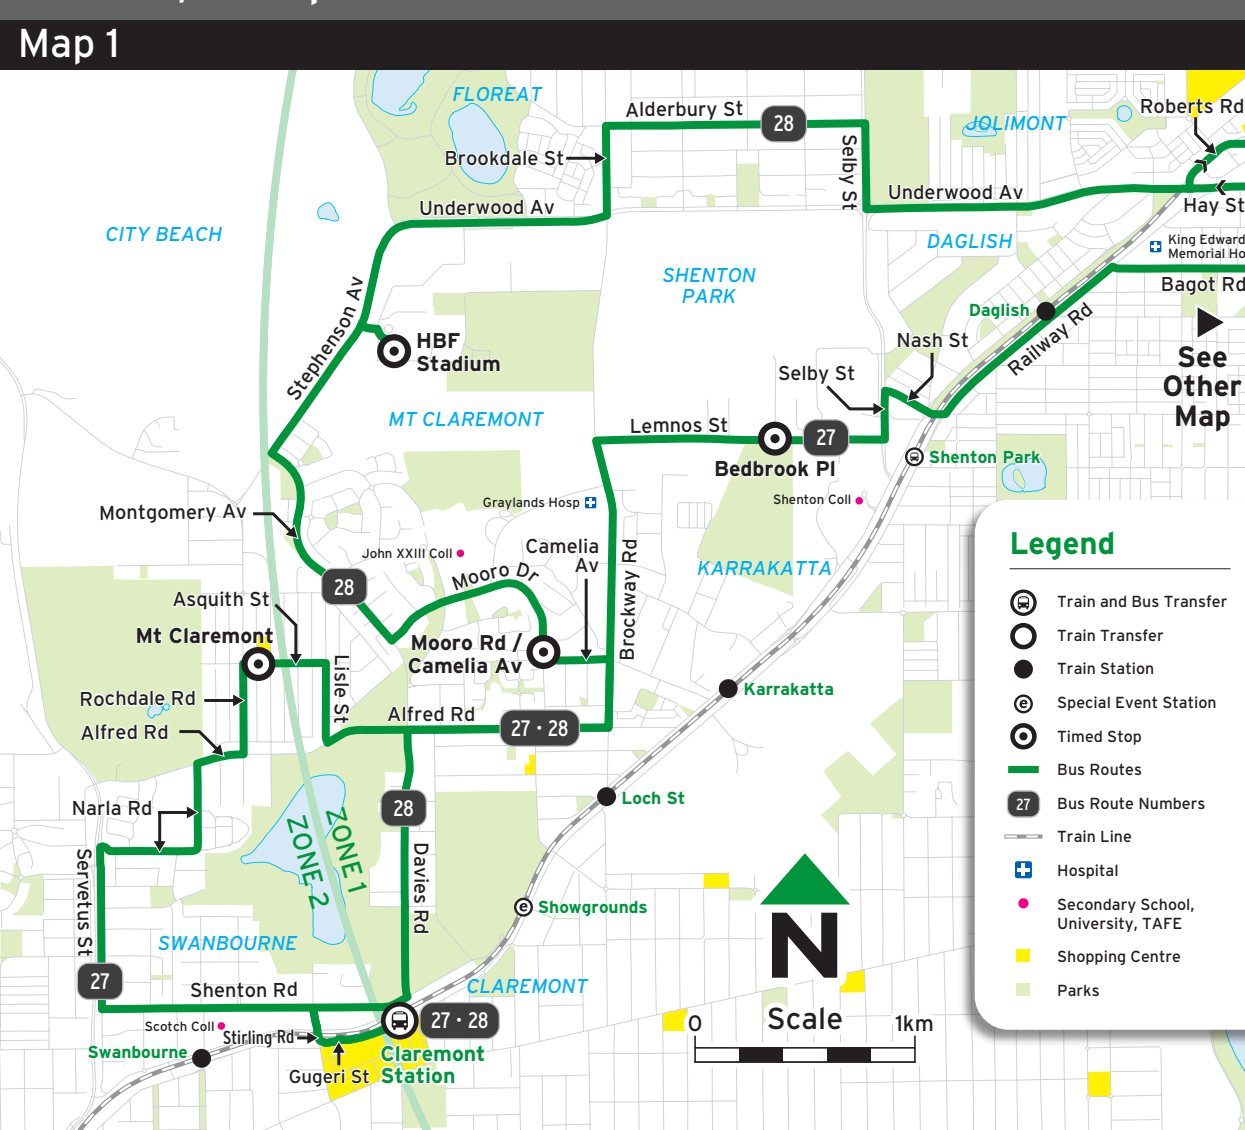 Map 1
FLOREAT
Alderbury St
28
JOLIMONT
Roberts Rd
Brookdale St
Selby St
Underwood Av
Underwood Av
Hay St
CITY BEACH
DAGLISH
King Edward
Memorial Ho
SHENTON
PARK
Bagot Rd
Stephenson Av
Daglish
Railway Rd
HBF
Stadium
Nash St
See
Other
Map
Selby St
MT CLAREMONT
Lemnos St
27
Bedbrook Pl
Shenton Park
Graylands Hosp
Shenton Coll
Montgomery Av
Camelia
Av
John XXIII Coll
Mooro Dr
Brockway Rd
KARRAKATTA
28
Asquith St
Mt Claremont
Mooro Rd /
Camelia Av
Lisle St
Rochdale Rd
Karrakatta
Alfred Rd
27 · 28
Alfred Rd
Narla Rd
28
Loch St
ZONE 1
ZONE 2
Davies Rd
Servetus St
Showgrounds
SWANBOURNE
27
Shenton Rd
CLAREMONT
27 · 28
Scotch Coll
Stirling Rd
Swanbourne
Claremont
Station
Gugeri St
N
Scale
0
1km
Legend
Train and Bus Transfer
Train Transfer
Train Station
e
Special Event Station
Timed Stop
Bus Routes
27
Bus Route Numbers
Train Line
Hospital
Secondary School,
University, TAFE
Shopping Centre
Parks